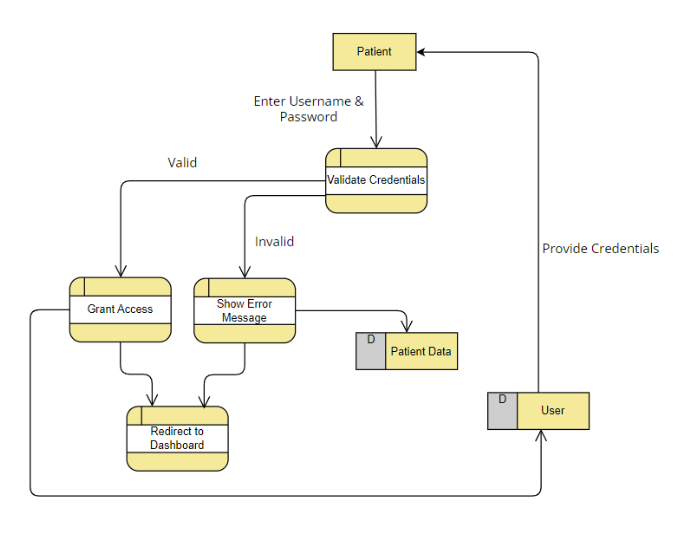 Patient
Enter Username &
Password
Valid
Validate Credentials
Invalid
Provide Credentials
Grant Access
Show Error
Message
D
Patient Data
D
User
Redirect to
Dashboard